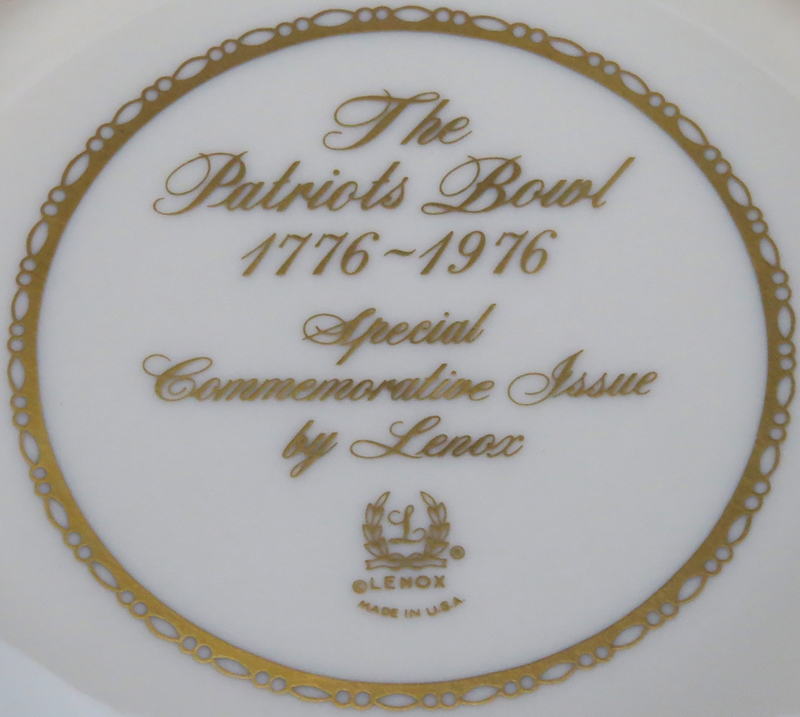 The
Patriots Bowl
1776~1976
Special
Commemorative Issue
by Lenox
L
®
©LENOX
MADE IN U.S.A.